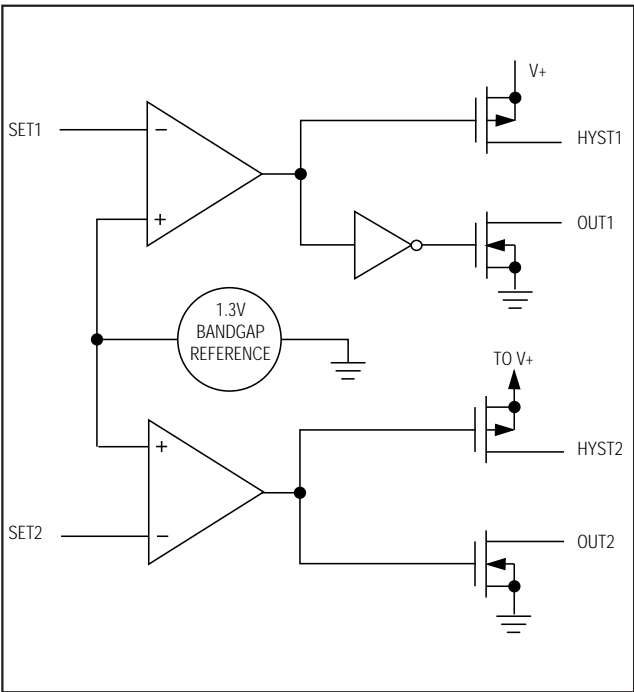 V+
SET1
−
HYST1
+
OUT1
1.3V
BANDGAP
REFERENCE
TO V+
+
HYST2
SET2
−
OUT2